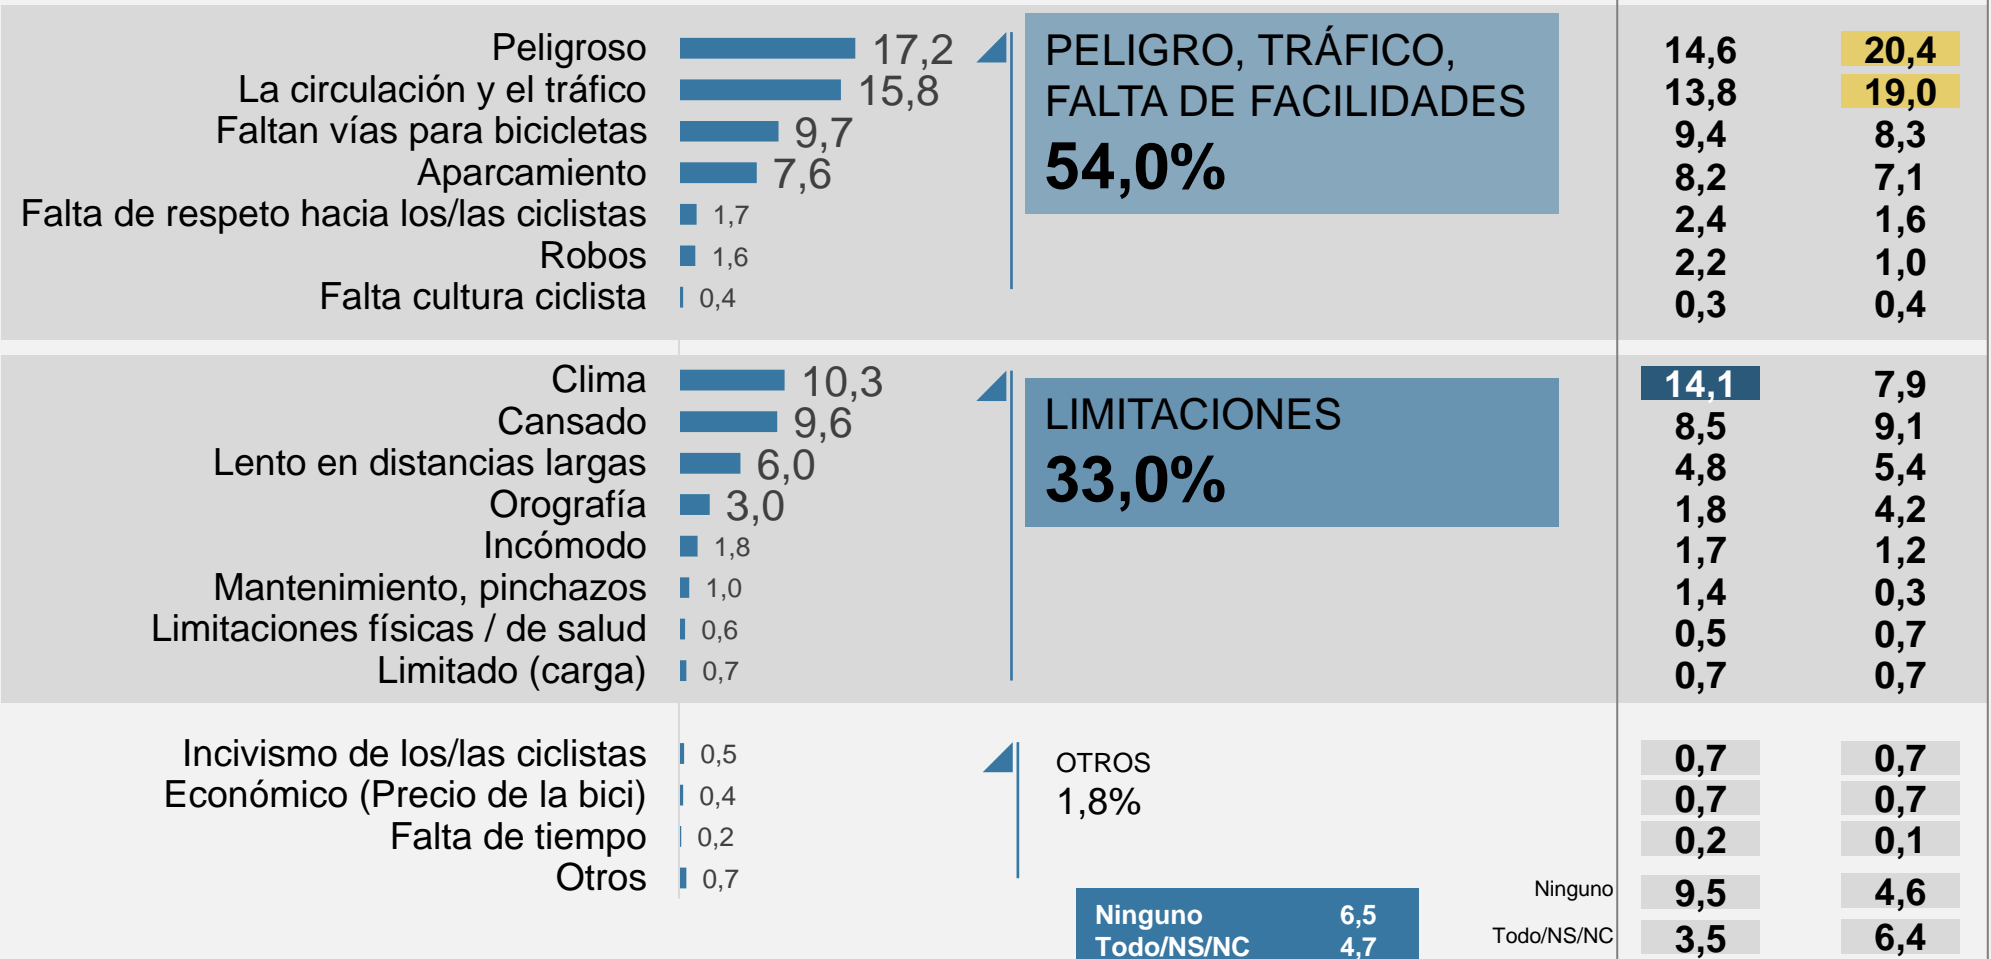 Peligroso 17,2 PELIGRO, TRÁFICO, 14,6 20,4
La circulación y el tráfico 15,8 FALTA DE FACILIDADES 13,8 19,0
Faltan vías para bicicletas 9,7 54,0% 9,4 8,3
Aparcamiento 7,6 8,2 7,1
Falta de respeto hacia los/las ciclistas 1,7 2,4 1,6
Robos 1,6 2,2 1,0
Falta cultura ciclista 0,4 0,3 0,4
Clima 10,3 14,1 7,9
Cansado 9,6 LIMITACIONES 8,5 9,1
Lento en distancias largas 6,0 33,0% 4,8 5,4
Orografía 3,0 1,8 4,2
Incómodo 1,8 1,7 1,2
Mantenimiento, pinchazos 1,0 1,4 0,3
Limitaciones físicas / de salud 0,6 0,5 0,7
Limitado (carga) 0,7 0,7 0,7
Incivismo de los/las ciclistas 0,5 OTROS 0,7 0,7
Económico (Precio de la bici) 0,4 1,8% 0,7 0,7
Falta de tiempo 0,2 0,2 0,1
Otros 0,7
Ninguno 6,5 Ninguno 9,5 4,6
Todo/NS/NC 4,7 Todo/NS/NC 3,5 6,4